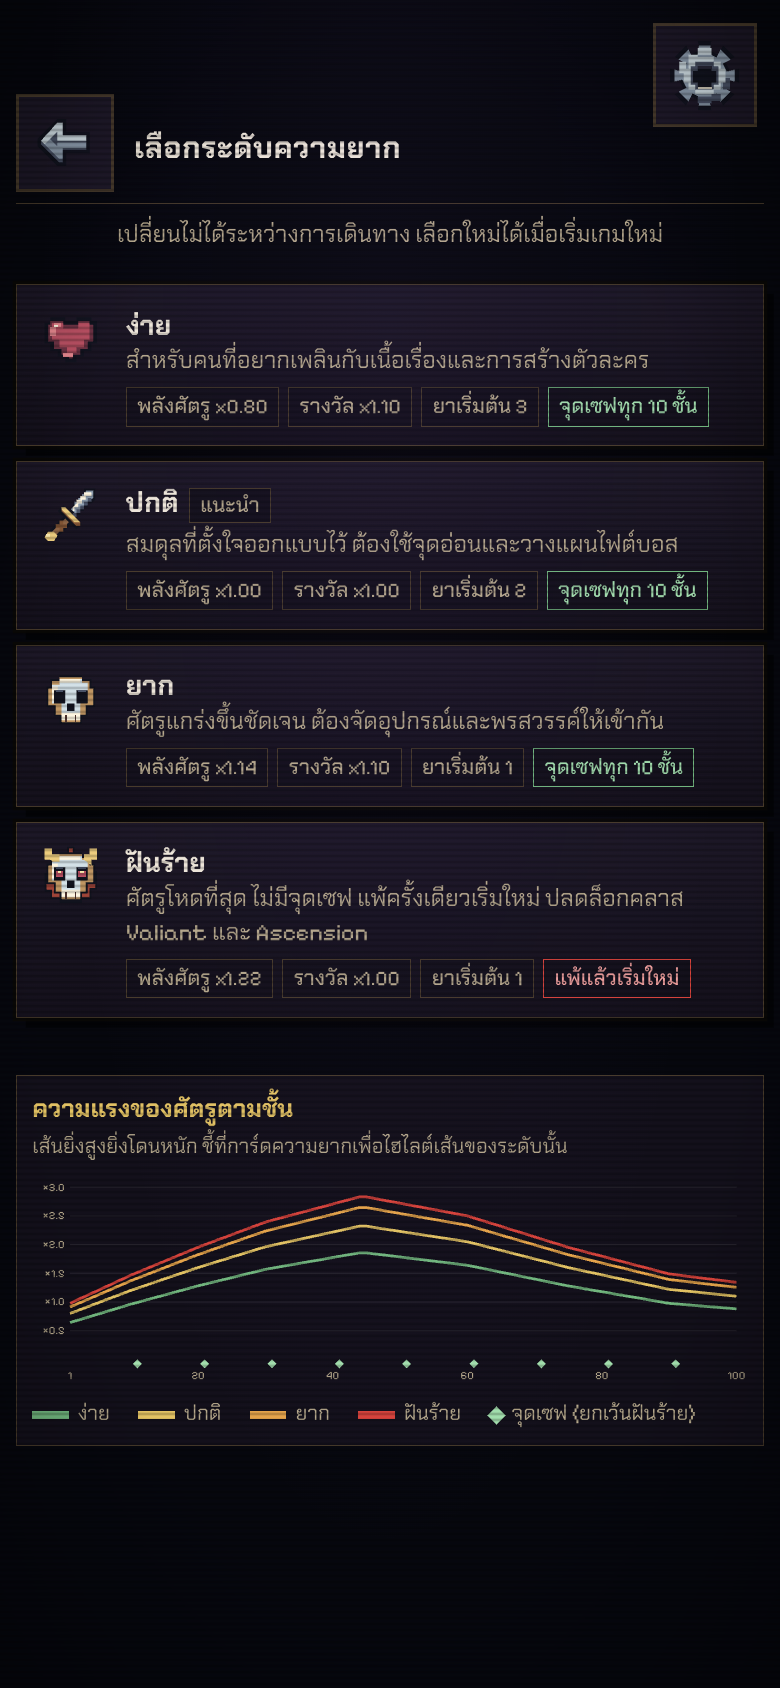 เลือกระดับความยาก
เปลี่ยนไม่ได้ระหว่างการเดินทาง เลือกใหม่ได้เมื่อเริ่มเกมใหม่
ง่าย
สำหรับคนที่อยากเพลินกับเนื้อเรื่องและการสร้างตัวละคร
พลังศัตรู x0.80 รางวัล x1.10 ยาเริ่มต้น 3 จุดเซฟทุก 10 ชั้น
ปกติ แนะนำ
สมดุลที่ตั้งใจออกแบบไว้ ต้องใช้จุดอ่อนและวางแผนไฟต์บอส
พลังศัตรู x1.00 รางวัล x1.00 ยาเริ่มต้น 2 จุดเซฟทุก 10 ชั้น
ยาก
ศัตรูแกร่งขึ้นชัดเจน ต้องจัดอุปกรณ์และพรสวรรค์ให้เข้ากัน
พลังศัตรู x1.14 รางวัล x1.10 ยาเริ่มต้น 1 จุดเซฟทุก 10 ชั้น
ฝันร้าย
ศัตรูโหดที่สุด ไม่มีจุดเซฟ แพ้ครั้งเดียวเริ่มใหม่ ปลดล็อกคลาส
Valiant และ Ascension
พลังศัตรู x1.22 รางวัล x1.00 ยาเริ่มต้น 1 แพ้แล้วเริ่มใหม่
ความแรงของศัตรูตามชั้น
เส้นยิ่งสูงยิ่งโดนหนัก ชี้ที่การ์ดความยากเพื่อไฮไลต์เส้นของระดับนั้น
×3.0
×2.5
×2.0
×1.5
×1.0
×0.5
1 20 40 60 80 100
ง่าย ปกติ ยาก ฝันร้าย จุดเซฟ (ยกเว้นฝันร้าย)